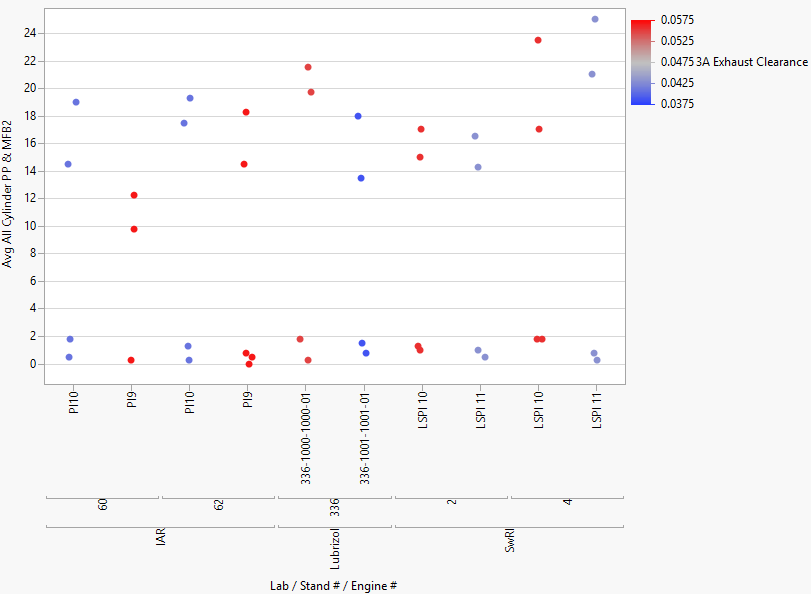 Avg All Cylinder PP & MFB2
24
22
20
18
16
14
12
10
8
6
4
2
0
0.0575
0.0525
0.0475 3A Exhaust Clearance
0.0425
0.0375
PI10
PI9
PI10
PI9
336-1000-1000-01
336-1001-1001-01
LSPI 10
LSPI 11
LSPI 10
LSPI 11
60
62
336
2
4
IAR
Lubrizol
SwRI
Lab / Stand # / Engine #